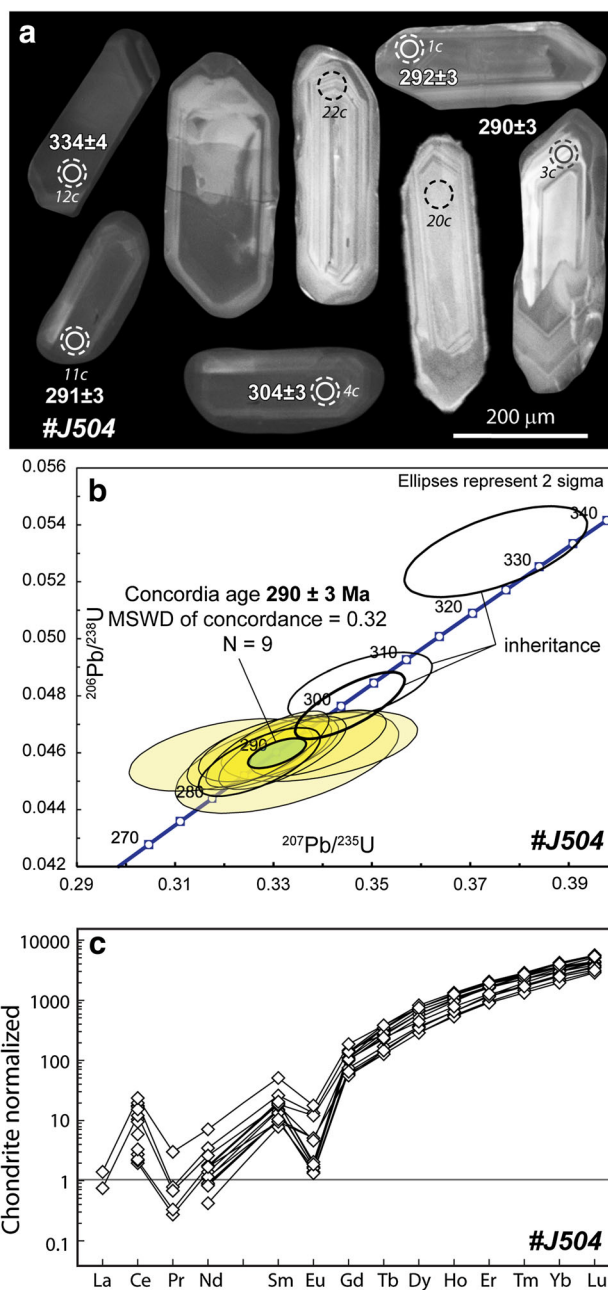 a
1c
292±3
334±4
22c
290±3
12c
3c
20c
11c
304±3
4c
291±3
#J504
200 µm
b
Ellipses represent 2 sigma
0.056
0.054
0.052
0.050
0.048
0.046
0.044
0.042
340
330
320
310
300
290
280
270
Concordia age 290 ± 3 Ma
MSWD of concordance = 0.32
N = 9
inheritance
206Pb/238U
207Pb/235U
#J504
0.29
0.31
0.33
0.35
0.37
0.39
c
10000
1000
100
10
1
0.1
Chondrite normalized
#J504
La Ce Pr Nd Sm Eu Gd Tb Dy Ho Er Tm Yb Lu